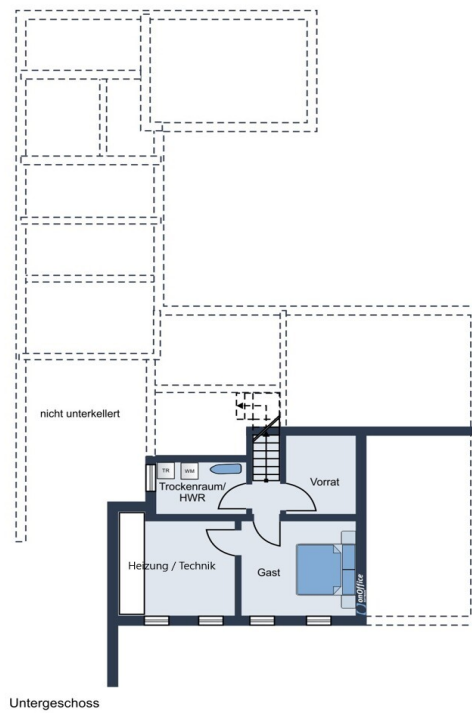 nicht unterkellert
TR
WM
Trockenraum/
HWR
Vorrat
Heizung / Technik
Gast
onOffice
Untergeschoss